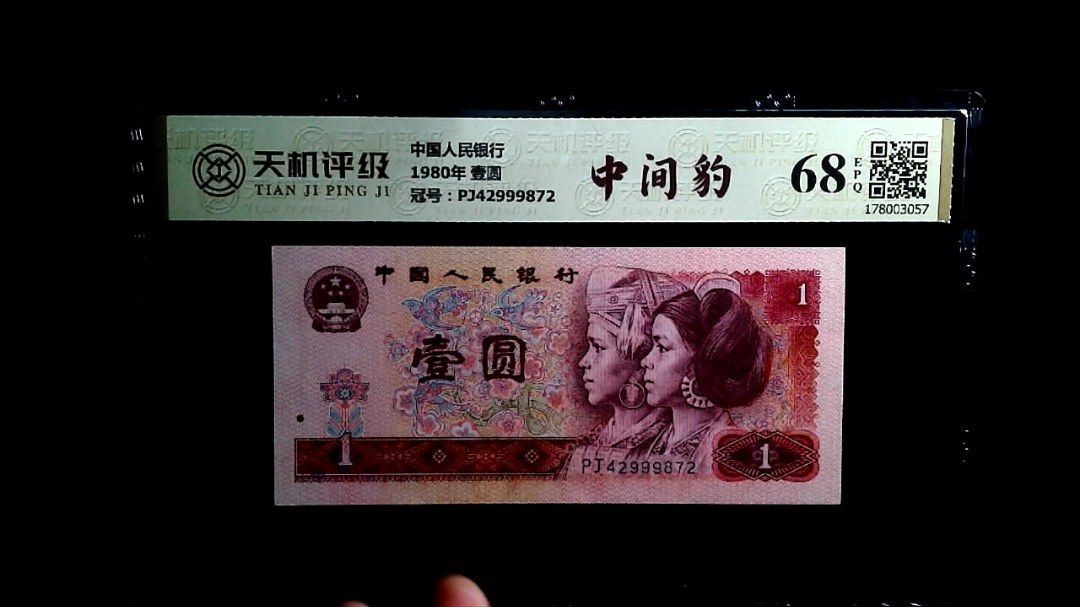 天机评级
TIAN JI PING JI
中国人民银行
1980年 壹圆
冠号：PJ42999872
中间豹
68
EPQ
178003057
中國人民銀行
1
壹圆
1
PJ42999872
1